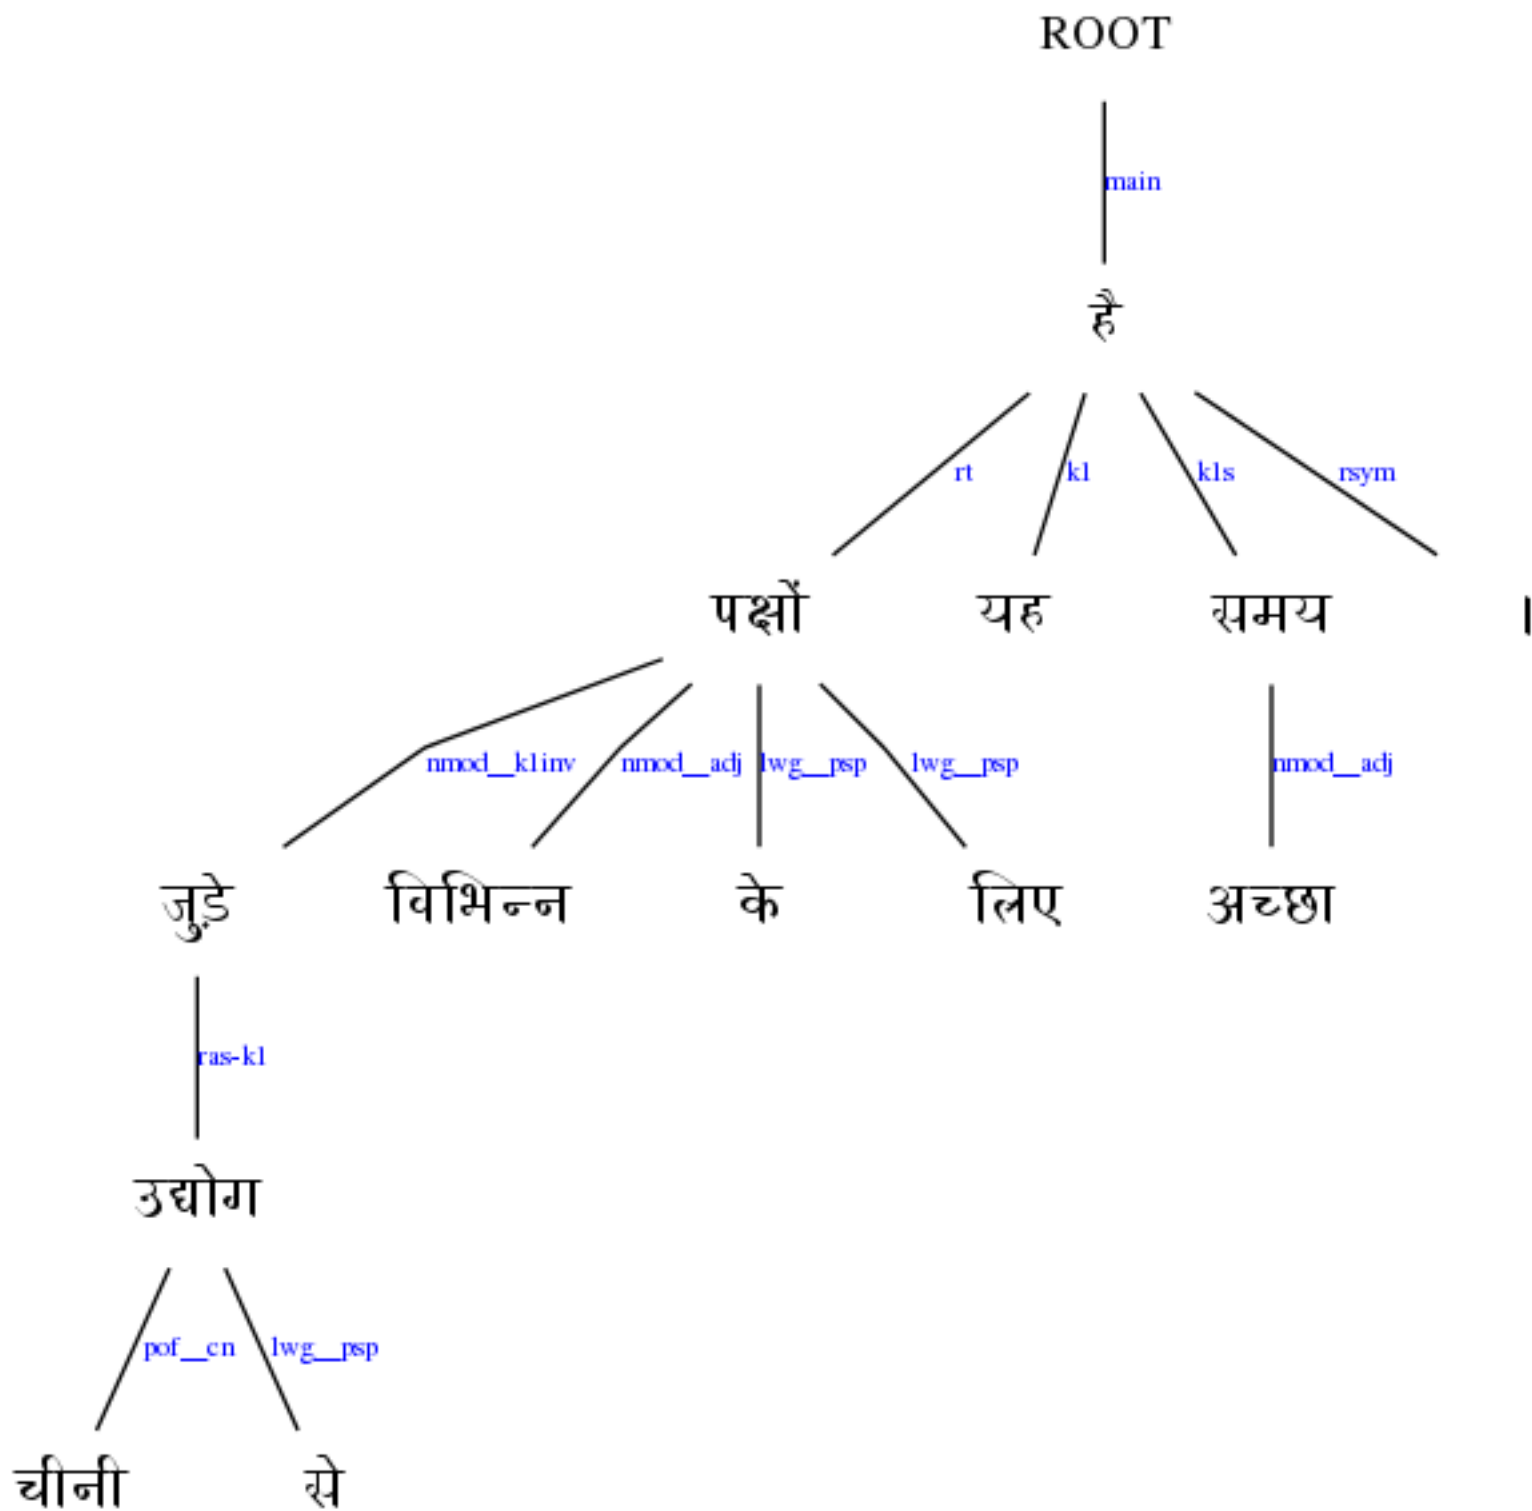 ROOT
main
है
rt k1 k1s rsym
पक्षों यह समय ।
nmod__k1inv nmod__adj lwg__psp lwg__psp nmod__adj
जुड़े विभिन्न के लिए अच्छा
ras-k1
उद्योग
pof__cn lwg__psp
चीनी से